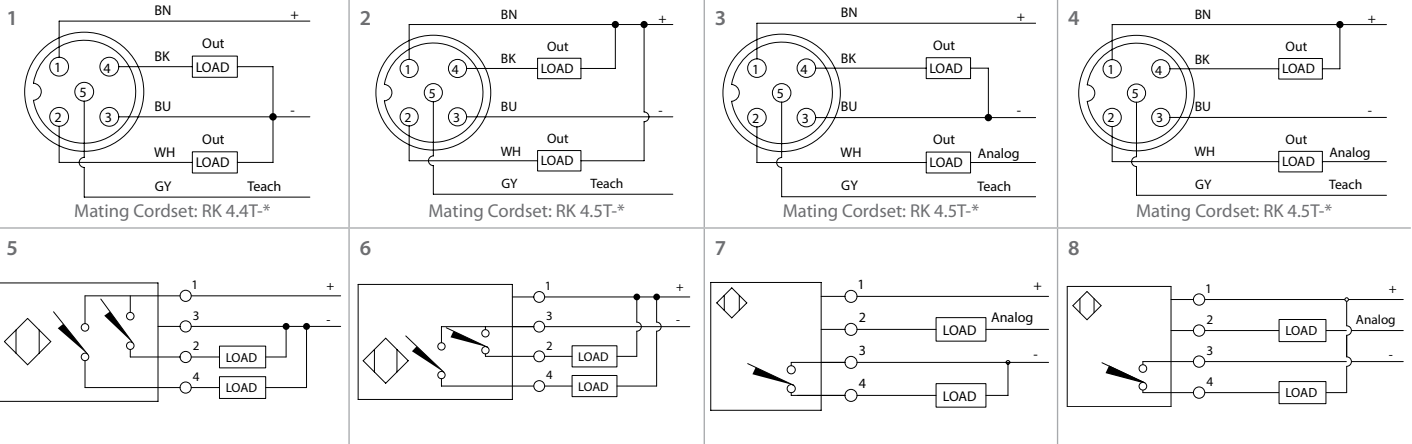 1
BN
+
BK
Out
LOAD
1
4
5
2
3
BU
-
Out
WH
LOAD
GY
Teach
Mating Cordset: RK 4.4T-*
2
BN
+
BK
Out
LOAD
1
4
5
2
3
BU
-
Out
WH
LOAD
GY
Teach
Mating Cordset: RK 4.5T-*
3
BN
+
BK
Out
LOAD
1
4
5
2
3
BU
-
Out
WH
LOAD
Analog
GY
Teach
Mating Cordset: RK 4.5T-*
4
BN
+
BK
Out
LOAD
1
4
5
2
3
BU
-
Out
WH
LOAD
Analog
GY
Teach
Mating Cordset: RK 4.5T-*
5
1
+
3
-
2
LOAD
4
LOAD
6
1
+
3
-
2
LOAD
4
LOAD
7
1
+
2
LOAD
Analog
3
-
4
LOAD
8
1
+
2
LOAD
Analog
3
-
4
LOAD